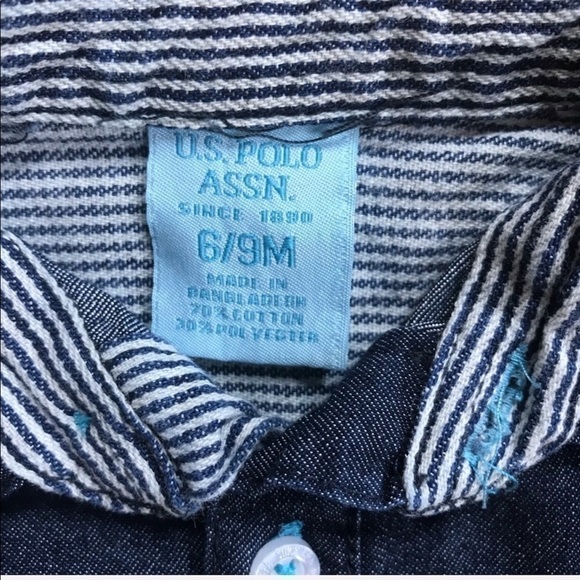 U.S. POLO
ASSN.
SINCE 1890
6/9M
MADE IN
BANGLADESH
70% COTTON
30% POLYESTER